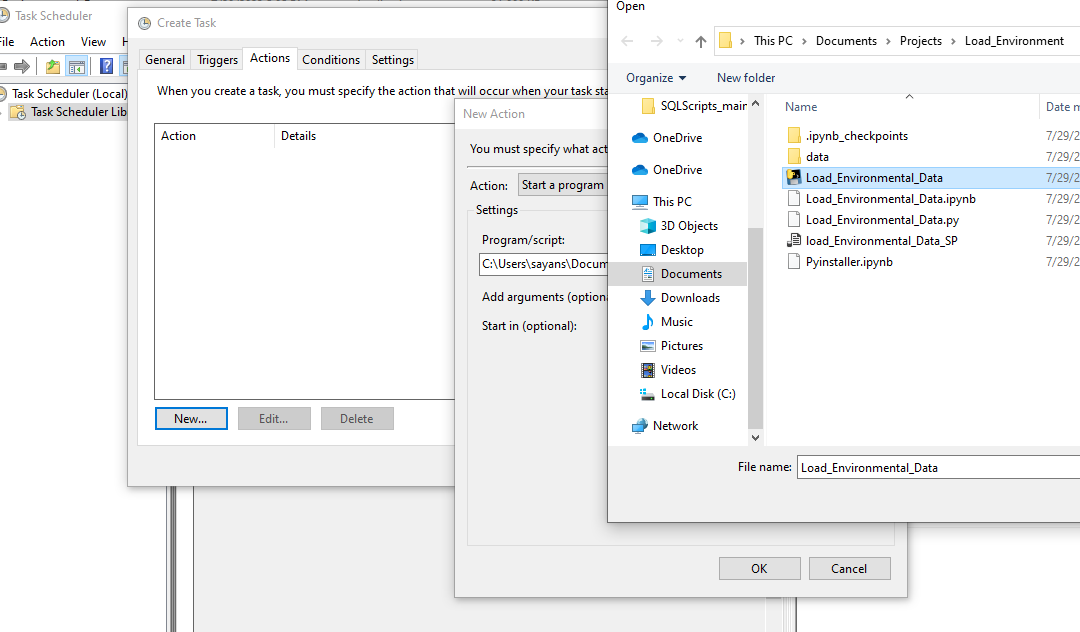 Task Scheduler
File Action View H
Task Scheduler (Local)
Task Scheduler Lib
Create Task
General Triggers Actions Conditions Settings
When you create a task, you must specify the action that will occur when your task sta
Action Details
New... Edit... Delete
New Action
You must specify what act
Action: Start a program
Settings
Program/script:
C:\Users\sayans\Docum
Add arguments (optiona
Start in (optional):
OK Cancel
Open
This PC > Documents > Projects > Load_Environment
Organize New folder
SQLScripts_main
OneDrive
OneDrive
This PC
3D Objects
Desktop
Documents
Downloads
Music
Pictures
Videos
Local Disk (C:)
Network
Name Date m
.ipynb_checkpoints 7/29/2
data 7/29/2
Load_Environmental_Data 7/29/2
Load_Environmental_Data.ipynb 7/29/2
Load_Environmental_Data.py 7/29/2
load_Environmental_Data_SP 7/29/2
Pyinstaller.ipynb 7/29/2
File name: Load_Environmental_Data